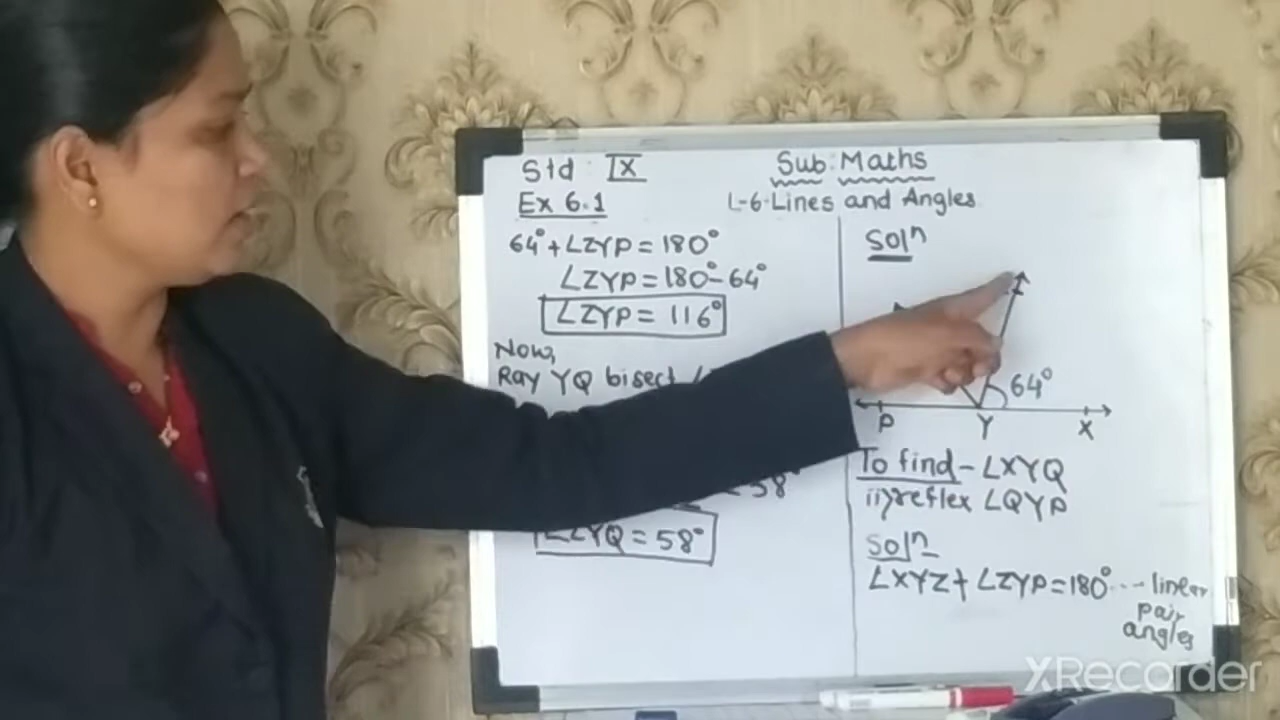 Std : IX
Sub: Maths
Ex 6.1
L-6-Lines and Angles
64°+∠ZYP = 180°
∠ZYP = 180°-64°
∠ZYP = 116°
Now,
Ray YQ bisect
= 58°
∠ZYQ = 58°
Solⁿ
Z
64°
P
Y
X
To find - ∠XYQ
ii) reflex ∠QYP
Solⁿ
∠XYZ + ∠ZYP = 180° --- linear
pair
angles
XRecorder